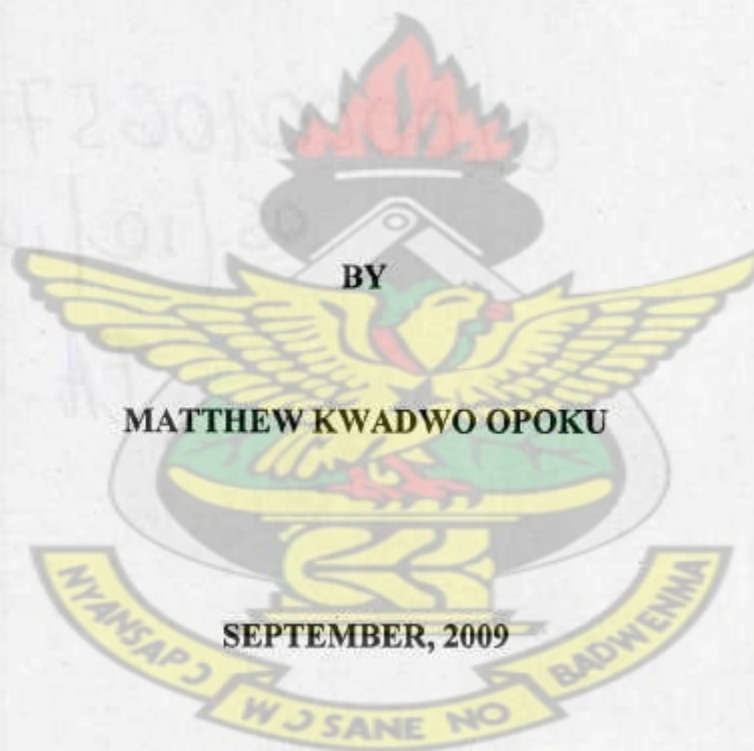 BY
MATTHEW KWADWO OPOKU
SEPTEMBER, 2009
NYANSAPƆ WƆSANE NO BADWENMA